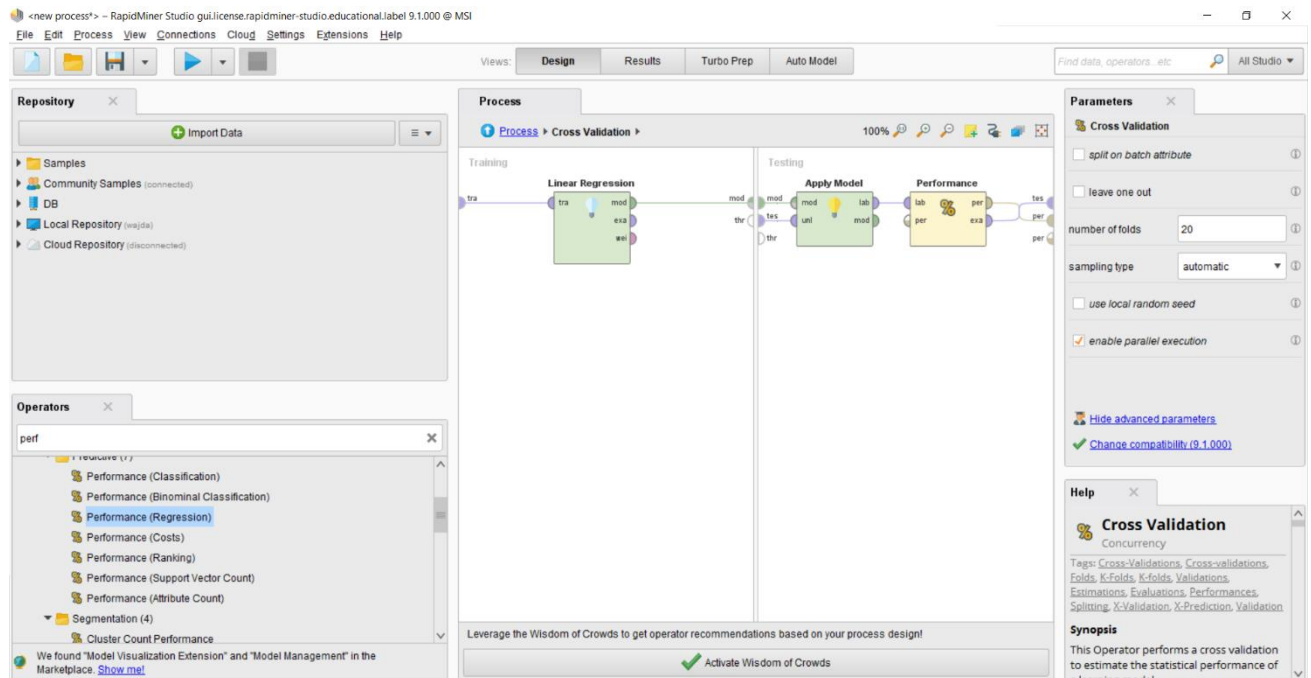 <new process*> – RapidMiner Studio gui.license.rapidminer-studio.educational.label 9.1.000 @ MSI
File Edit Process View Connections Cloud Settings Extensions Help
Views: Design Results Turbo Prep Auto Model
Find data, operators...etc All Studio
Repository
Import Data
Samples
Community Samples (connected)
DB
Local Repository (wajda)
Cloud Repository (disconnected)
Operators
perf
Predictive (7)
Performance (Classification)
Performance (Binominal Classification)
Performance (Regression)
Performance (Costs)
Performance (Ranking)
Performance (Support Vector Count)
Performance (Attribute Count)
Segmentation (4)
Cluster Count Performance
We found "Model Visualization Extension" and "Model Management" in the
Marketplace. Show me!
Process
Process Cross Validation 100%
Training
Linear Regression
tra tra mod mod
exa thr
wei
Testing
Apply Model Performance
mod mod lab lab per tes
tes unl mod per exa per
thr per
Leverage the Wisdom of Crowds to get operator recommendations based on your process design!
Activate Wisdom of Crowds
Parameters
Cross Validation
split on batch attribute
leave one out
number of folds 20
sampling type automatic
use local random seed
enable parallel execution
Hide advanced parameters
Change compatibility (9.1.000)
Help
Cross Validation
Concurrency
Tags: Cross-Validations, Cross-validations,
Folds, K-Folds, K-folds, Validations,
Estimations, Evaluations, Performances,
Splitting, X-Validation, X-Prediction, Validation
Synopsis
This Operator performs a cross validation
to estimate the statistical performance of